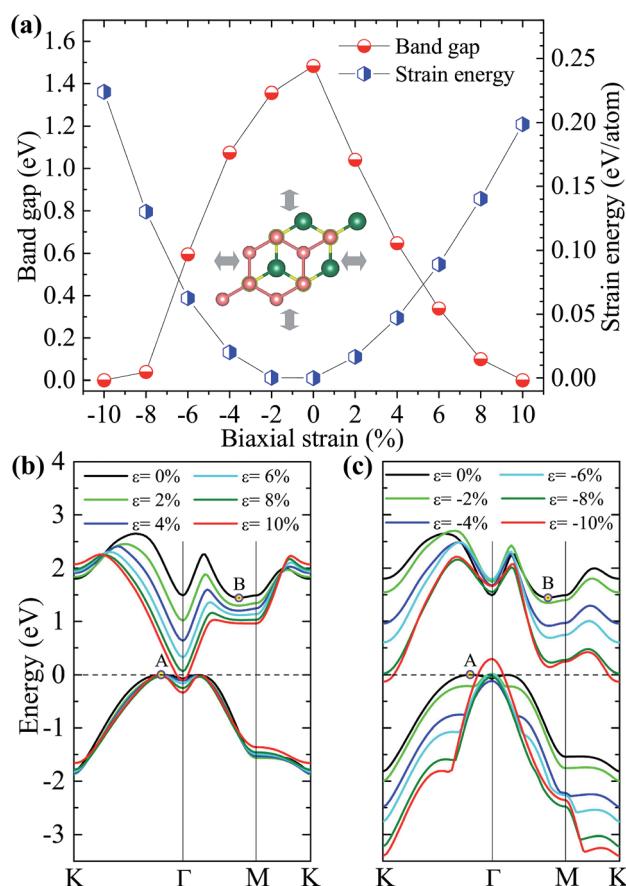 (a)
Band gap
Strain energy
1.6
1.4
1.2
1.0
0.8
0.6
0.4
0.2
0.0
Band gap (eV)
0.25
0.20
0.15
0.10
0.05
0.00
Strain energy (eV/atom)
-10 -8 -6 -4 -2 0 2 4 6 8 10
Biaxial strain (%)
(b)
ε= 0% ε= 6%
ε= 2% ε= 8%
ε= 4% ε= 10%
4
3
2
1
0
-1
-2
-3
Energy (eV)
A
B
K Γ M K
(c)
ε= 0% ε= -6%
ε= -2% ε= -8%
ε= -4% ε= -10%
A
B
K Γ M K